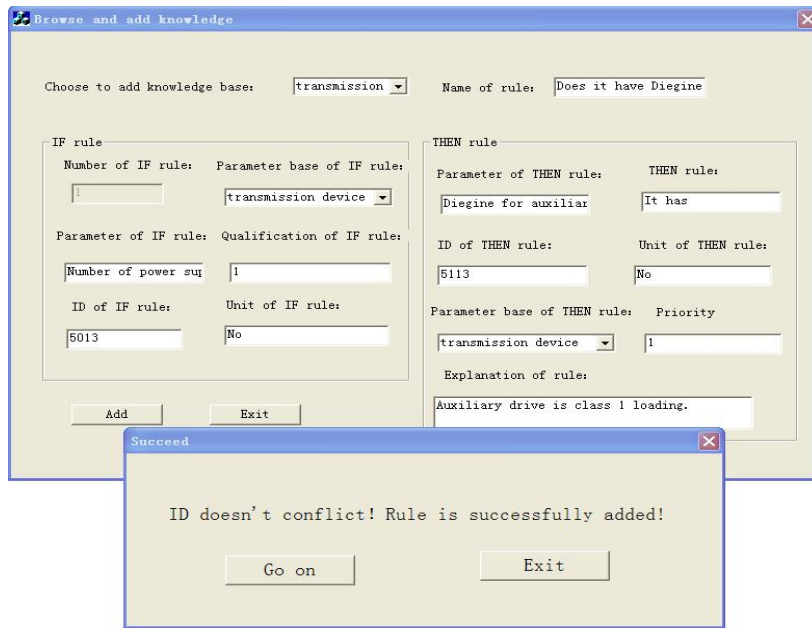 Browse and add knowledge
Choose to add knowledge base: transmission Name of rule: Does it have Diegine
IF rule
Number of IF rule: Parameter base of IF rule:
1 transmission device
Parameter of IF rule: Qualification of IF rule:
Number of power sup 1
ID of IF rule: Unit of IF rule:
5013 No
Add Exit
THEN rule
Parameter of THEN rule: THEN rule:
Diegine for auxiliar It has
ID of THEN rule: Unit of THEN rule:
5113 No
Parameter base of THEN rule: Priority
transmission device 1
Explanation of rule:
Auxiliary drive is class 1 loading.
Succeed
ID doesn't conflict! Rule is successfully added!
Go on Exit